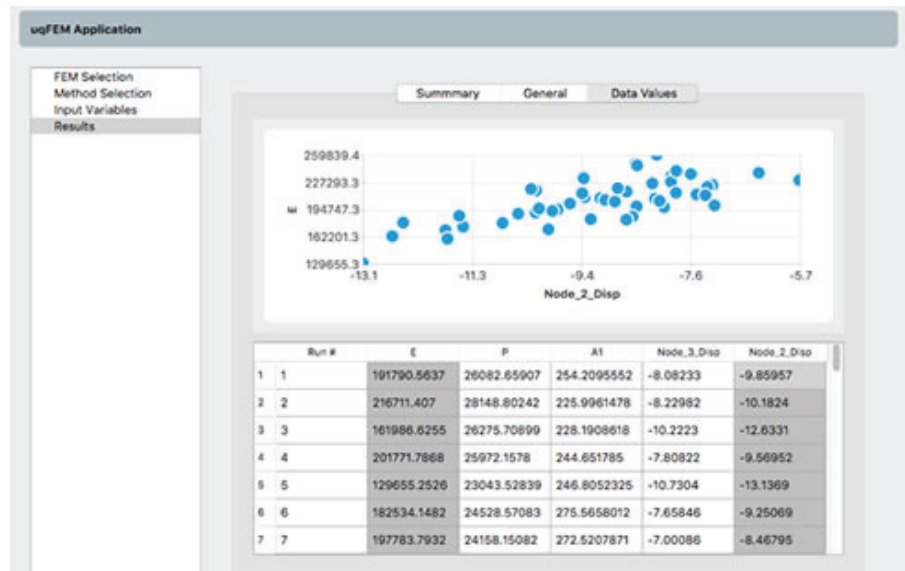 uqFEM Application
FEM Selection
Method Selection
Input Variables
Results
Summmary General Data Values
259839.4
227293.3
194747.3
162201.3
129655.3
E
-13.1 -11.3 -9.4 -7.6 -5.7
Node_2_Disp
Run # E P A1 Node_3_Disp Node_2_Disp
1 1 191790.5637 26082.65907 254.2095552 -8.08233 -9.85957
2 2 216711.407 28148.80242 225.9961478 -8.22982 -10.1824
3 3 161986.6255 26275.70899 228.1908618 -10.2223 -12.6331
4 4 201771.7868 25972.1578 244.651785 -7.80822 -9.56952
5 5 129655.2526 23043.52839 246.8052325 -10.7304 -13.1369
6 6 182534.1482 24528.57083 275.5658012 -7.65846 -9.25069
7 7 197783.7932 24158.15082 272.5207871 -7.00086 -8.46795